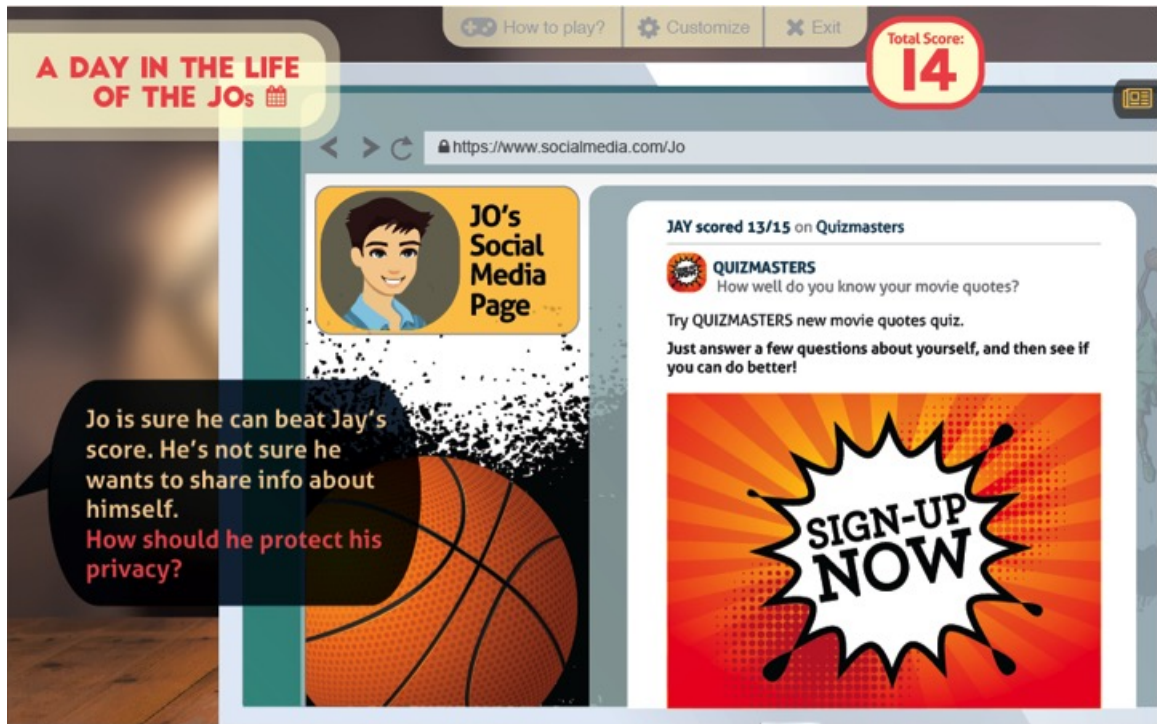 How to play?
Customize
Exit
Total Score:
14
A DAY IN THE LIFE
OF THE JOs
https://www.socialmedia.com/Jo
JO's
Social
Media
Page
JAY scored 13/15 on Quizmasters
SIGN-UP NOW
QUIZMASTERS
How well do you know your movie quotes?
Try QUIZMASTERS new movie quotes quiz.
Just answer a few questions about yourself, and then see if
you can do better!
Jo is sure he can beat Jay's
score. He's not sure he
wants to share info about
himself.
How should he protect his
privacy?
SIGN-UP
NOW